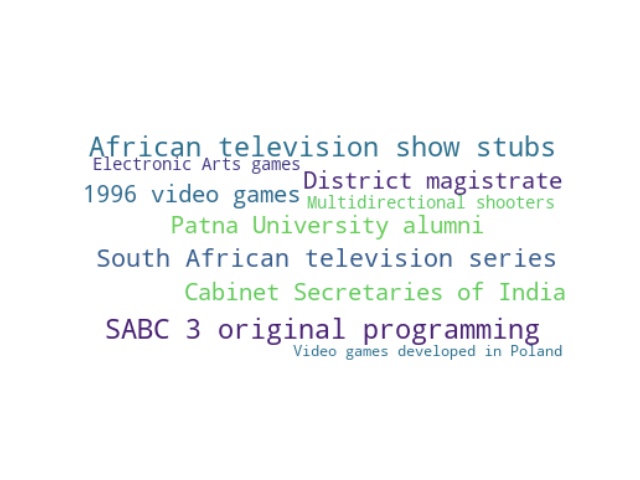 African television show stubs
Electronic Arts games
District magistrate
1996 video games
Multidirectional shooters
Patna University alumni
South African television series
Cabinet Secretaries of India
SABC 3 original programming
Video games developed in Poland